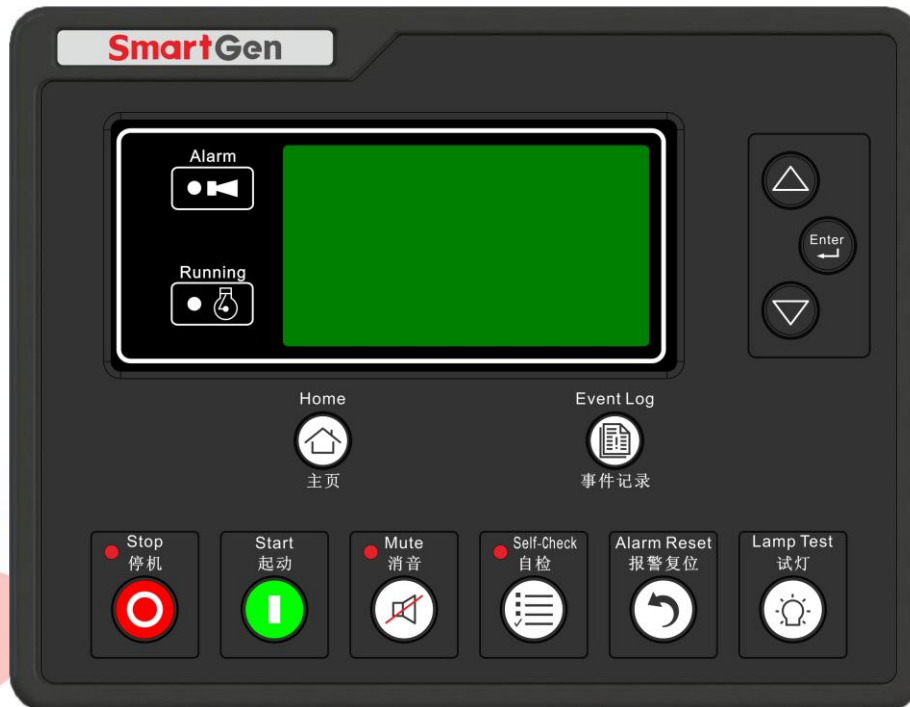 SmartGen
Alarm
Running
Enter
Home
主页
Event Log
事件记录
Stop
停机
Start
起动
Mute
消音
Self-Check
自检
Alarm Reset
报警复位
Lamp Test
试灯